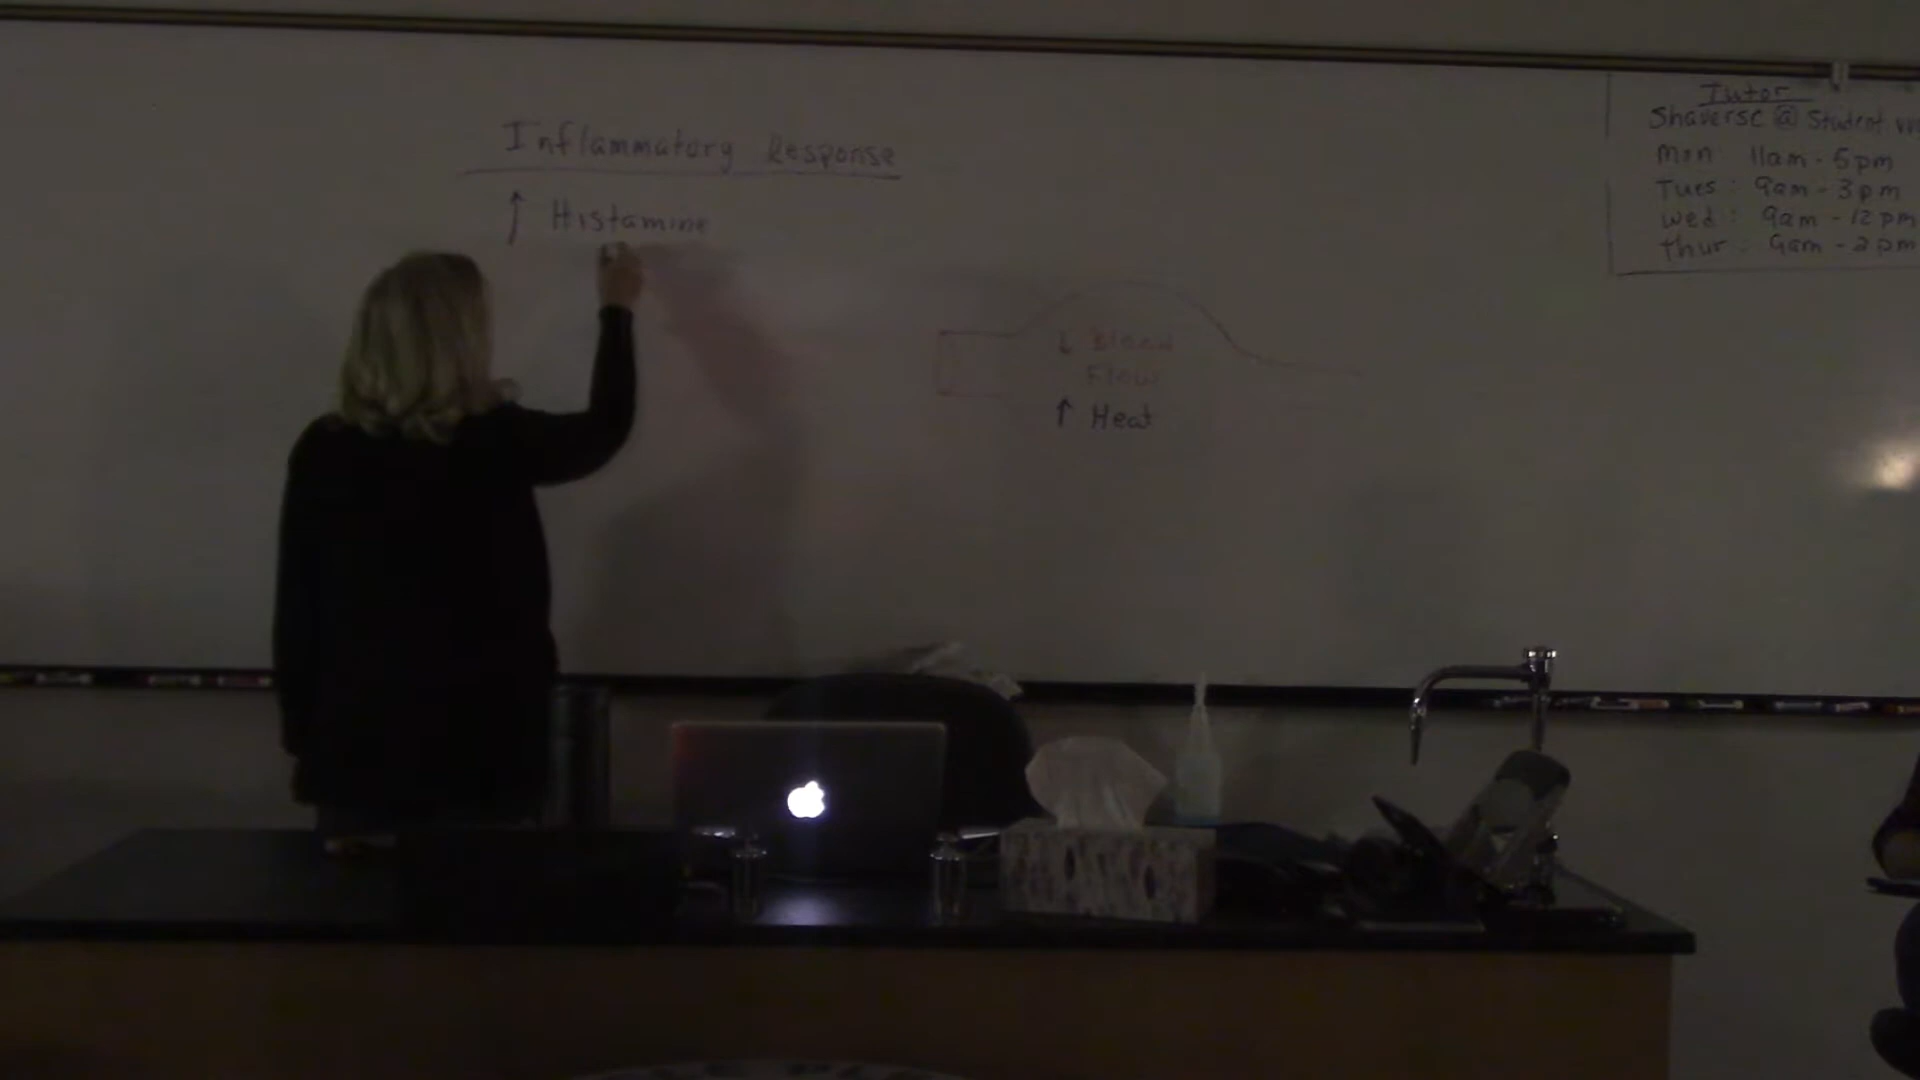 Inflammatory Response
↑ Histamine
↓ Blood
Flow
↑ Heat
Tutor
Shaverse @ Student
Mon 11am - 5pm
Tues: 9am - 3pm
Wed: 9am - 12pm
Thur: 9am - 2pm